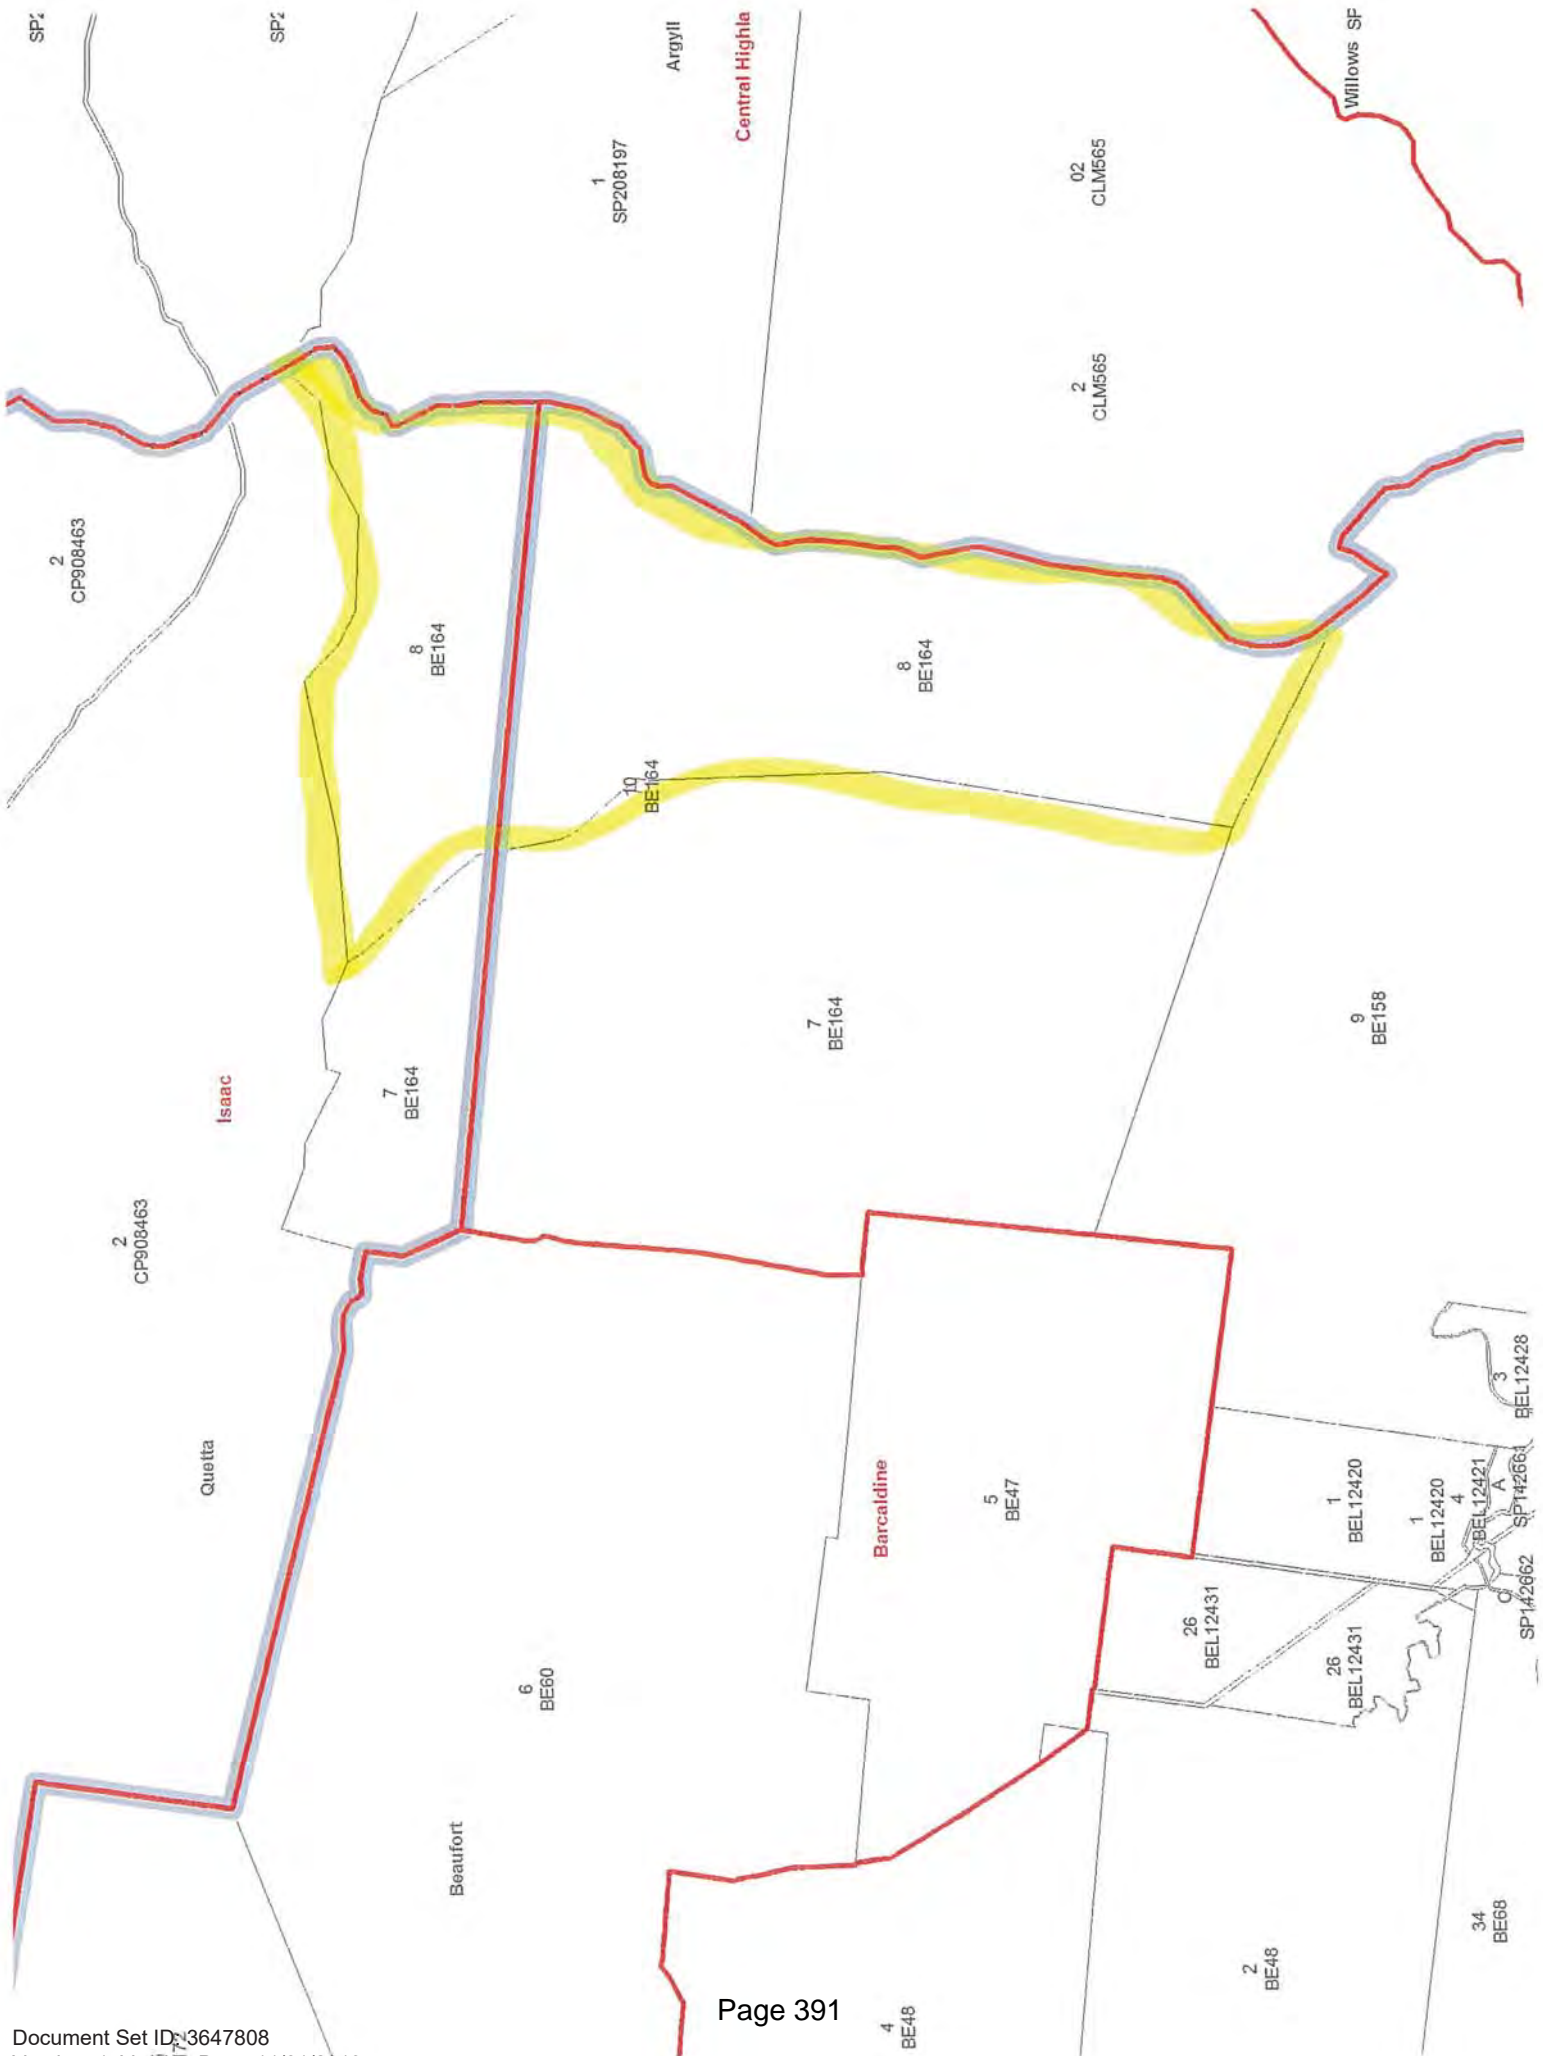 2
CP908463
Quetta
Isaac
2
CP908463
Argyll
Central Highla
1
SP208197
Willows SF
02
CLM565
2
CLM565
8
BE164
8
BE164
10
BE164
7
BE164
7
BE164
9
BE158
Barcaldine
5
BE47
6
BE60
Beaufort
1
BEL12420
1
BEL12420
4
BEL12421
A
SP142661
3
BEL12428
26
BEL12431
26
BEL12431
SP142662
34
BE68
2
BE48
4
BE48
Page 391
Document Set ID: 3647808